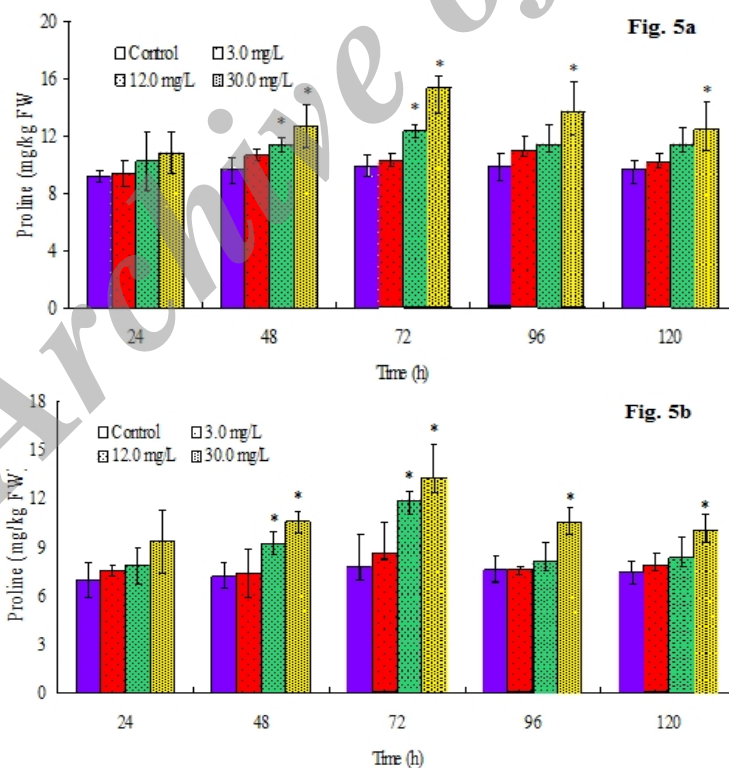 Archive of
20
Fig. 5a
Control 3.0 mg/L
16
12.0 mg/L 30.0 mg/L
*
*
*
*
*
*
12
Proline (mg/kg FW
8
4
0
24 48 72 96 120
Time (h)
18
Fig. 5b
Control 3.0 mg/L
15
12.0 mg/L 30.0 mg/L
*
*
*
*
*
*
12
Proline (mg/kg FW
9
6
3
0
24 48 72 96 120
Time (h)